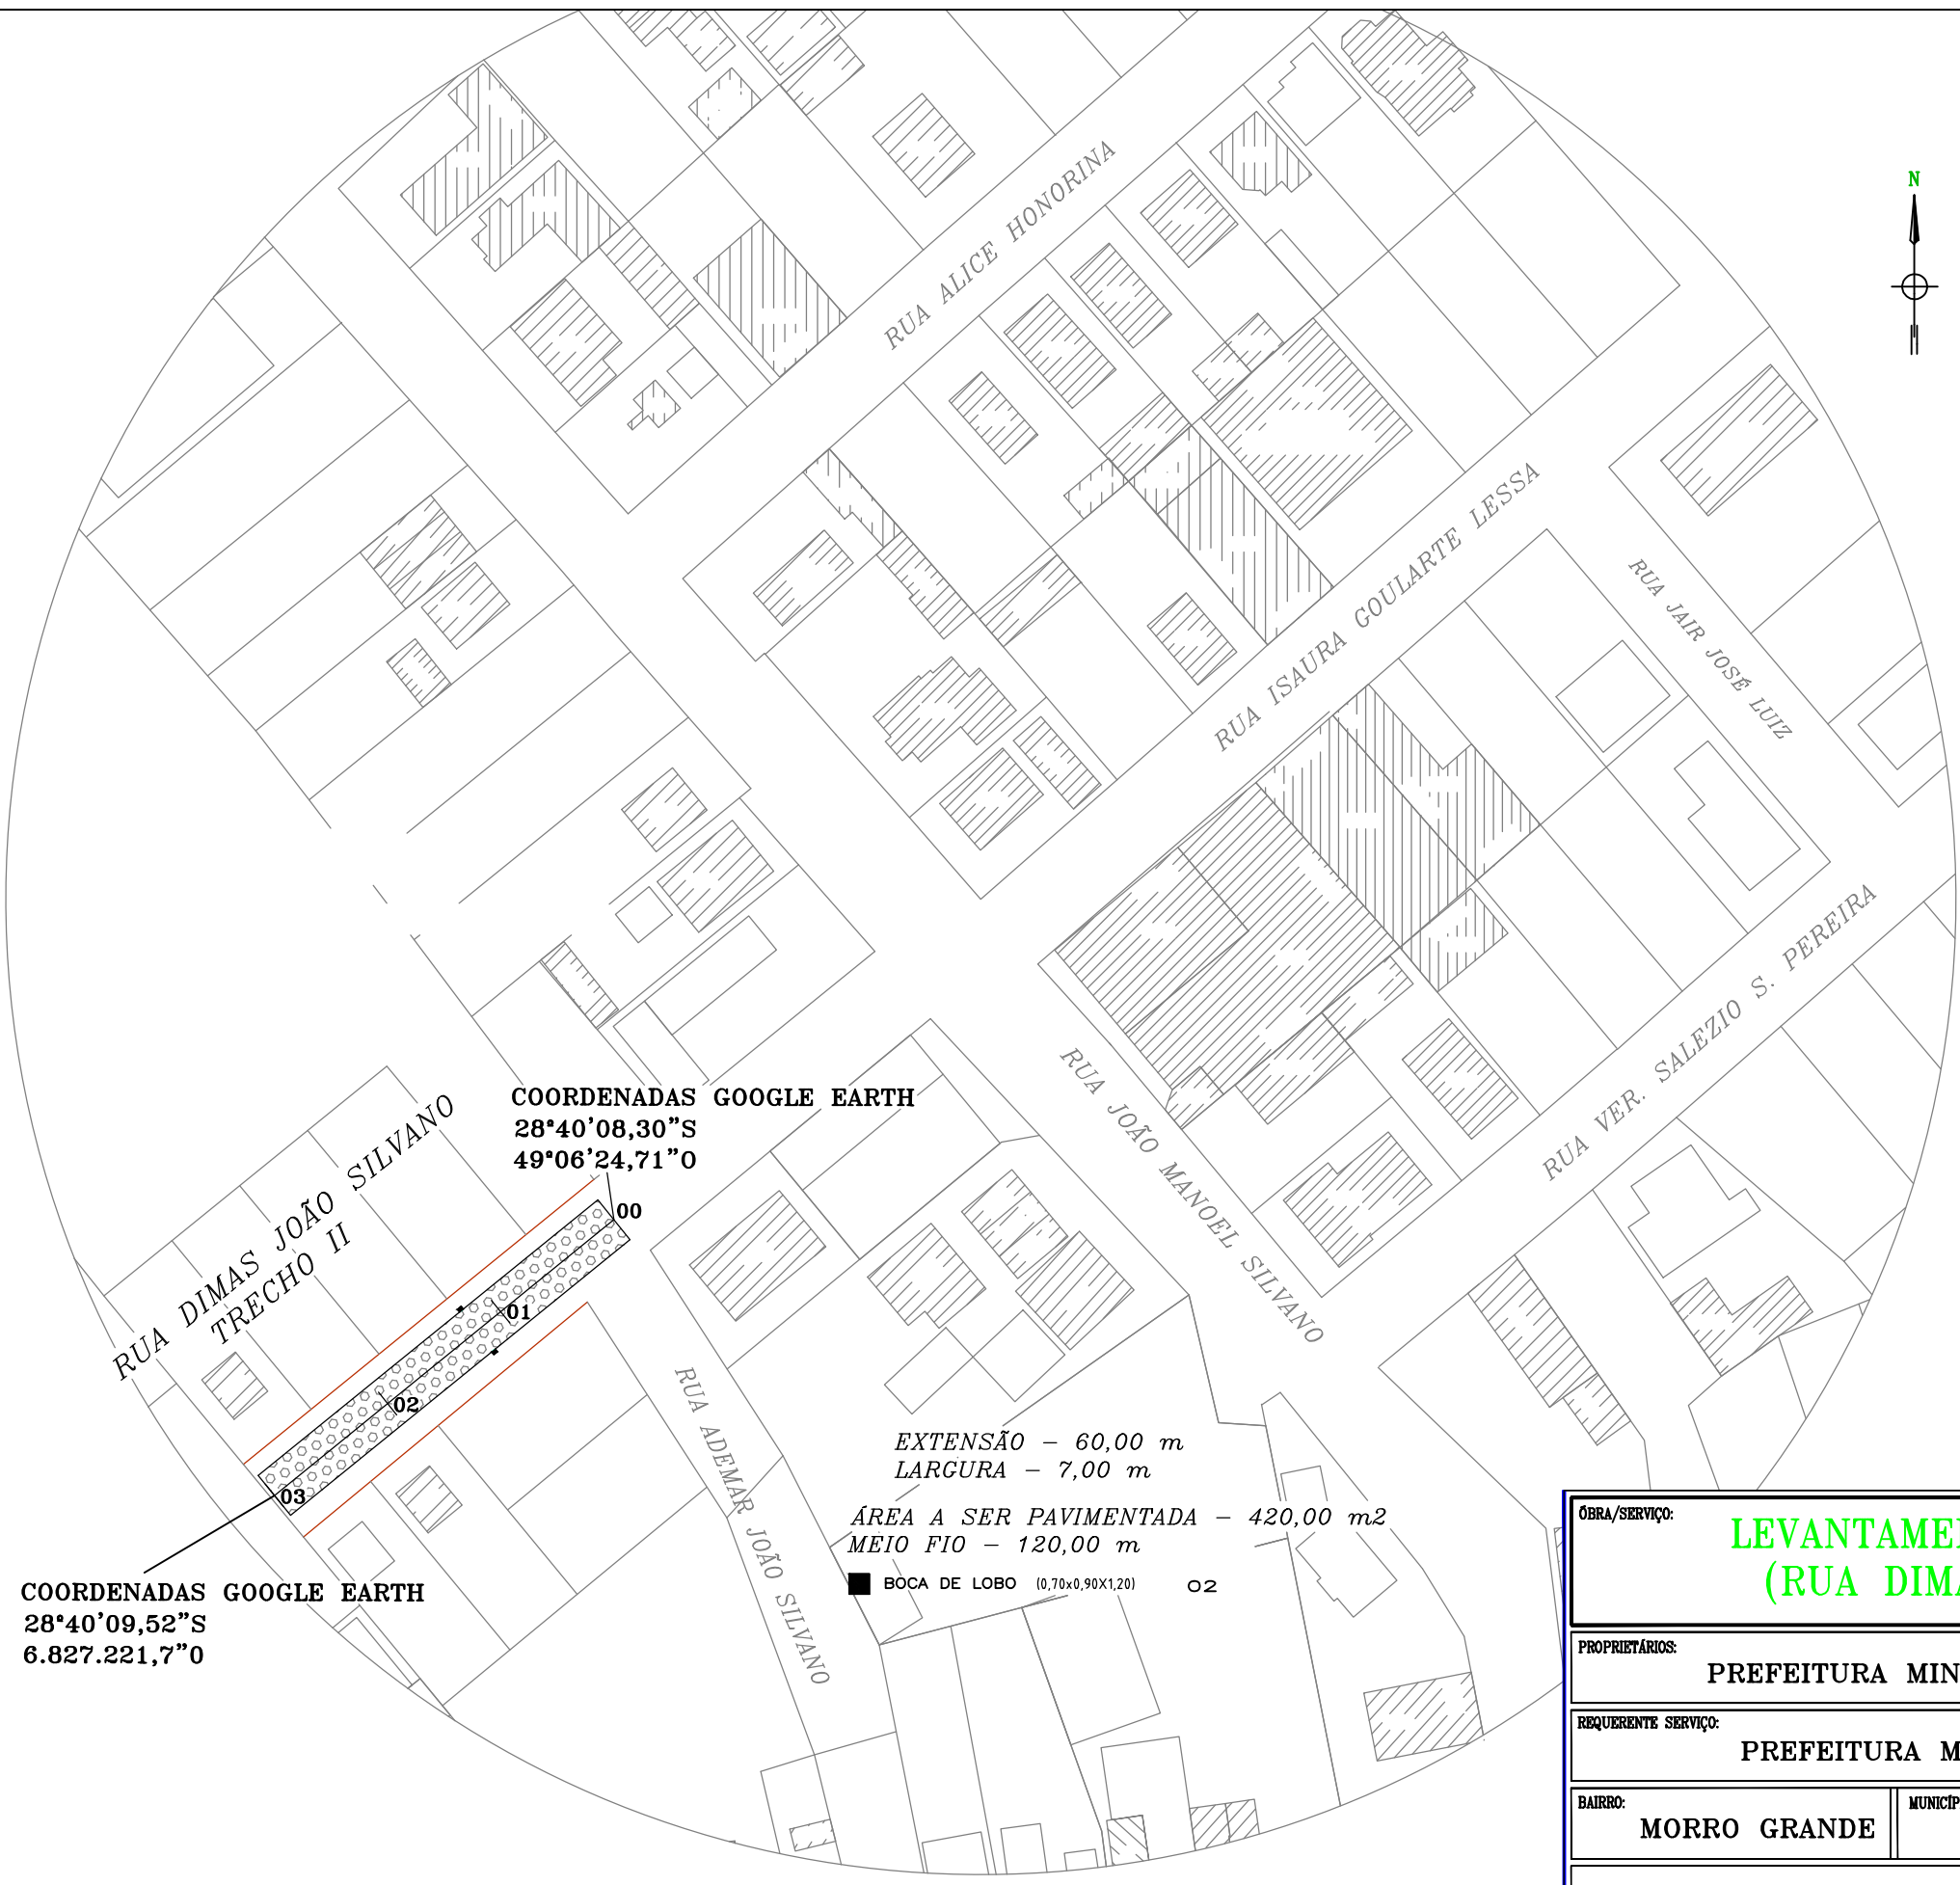 N
RUA ALICE HONORINA
RUA ISAURA GOULARTE LESSA
RUA JAIR JOSÉ LUIZ
RUA VER. SALEZIO S. PEREIRA
RUA JOÃO MANOEL SILVANO
COORDENADAS GOOGLE EARTH
28°40'08,30"S
49°06'24,71"O
RUA DIMAS JOÃO SILVANO
TRECHO II
00
01
02
03
RUA ADEMAR JOÃO SILVANO
COORDENADAS GOOGLE EARTH
28°40'09,52"S
6.827.221,7"O
EXTENSÃO – 60,00 m
LARGURA – 7,00 m
ÁREA A SER PAVIMENTADA – 420,00 m2
MEIO FIO – 120,00 m
BOCA DE LOBO (0,70x0,90X1,20) 02
ÕBRA/SERVIÇO:
LEVANTAME
(RUA DIMA
PROPRIETÁRIOS:
PREFEITURA MIN
REQUERENTE SERVIÇO:
PREFEITURA M
BAIRRO:
MORRO GRANDE
MUNICÍP